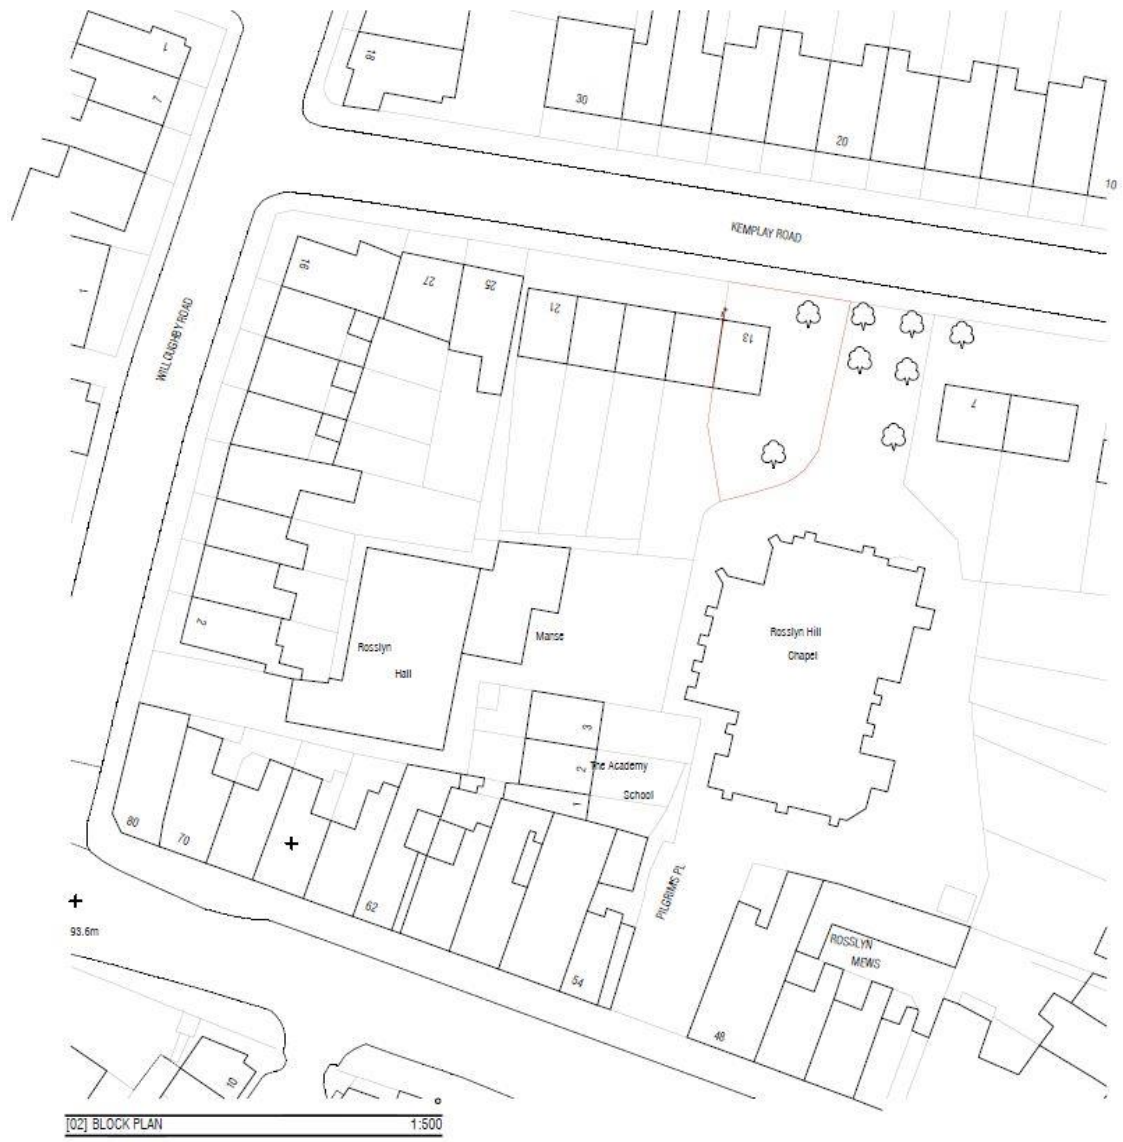 1
18
7
30
20
10
KEMPLAY ROAD
16
27
25
1
21
13
WILLOUGHBY ROAD
7
2
Manse
Rosslyn Hill
Chapel
Rosslyn
Hall
3
2
The Academy
School
1
80
70
62
PILGRIMS PL
93.6m
ROSSLYN
MEWS
54
48
10
[02] BLOCK PLAN 1:500